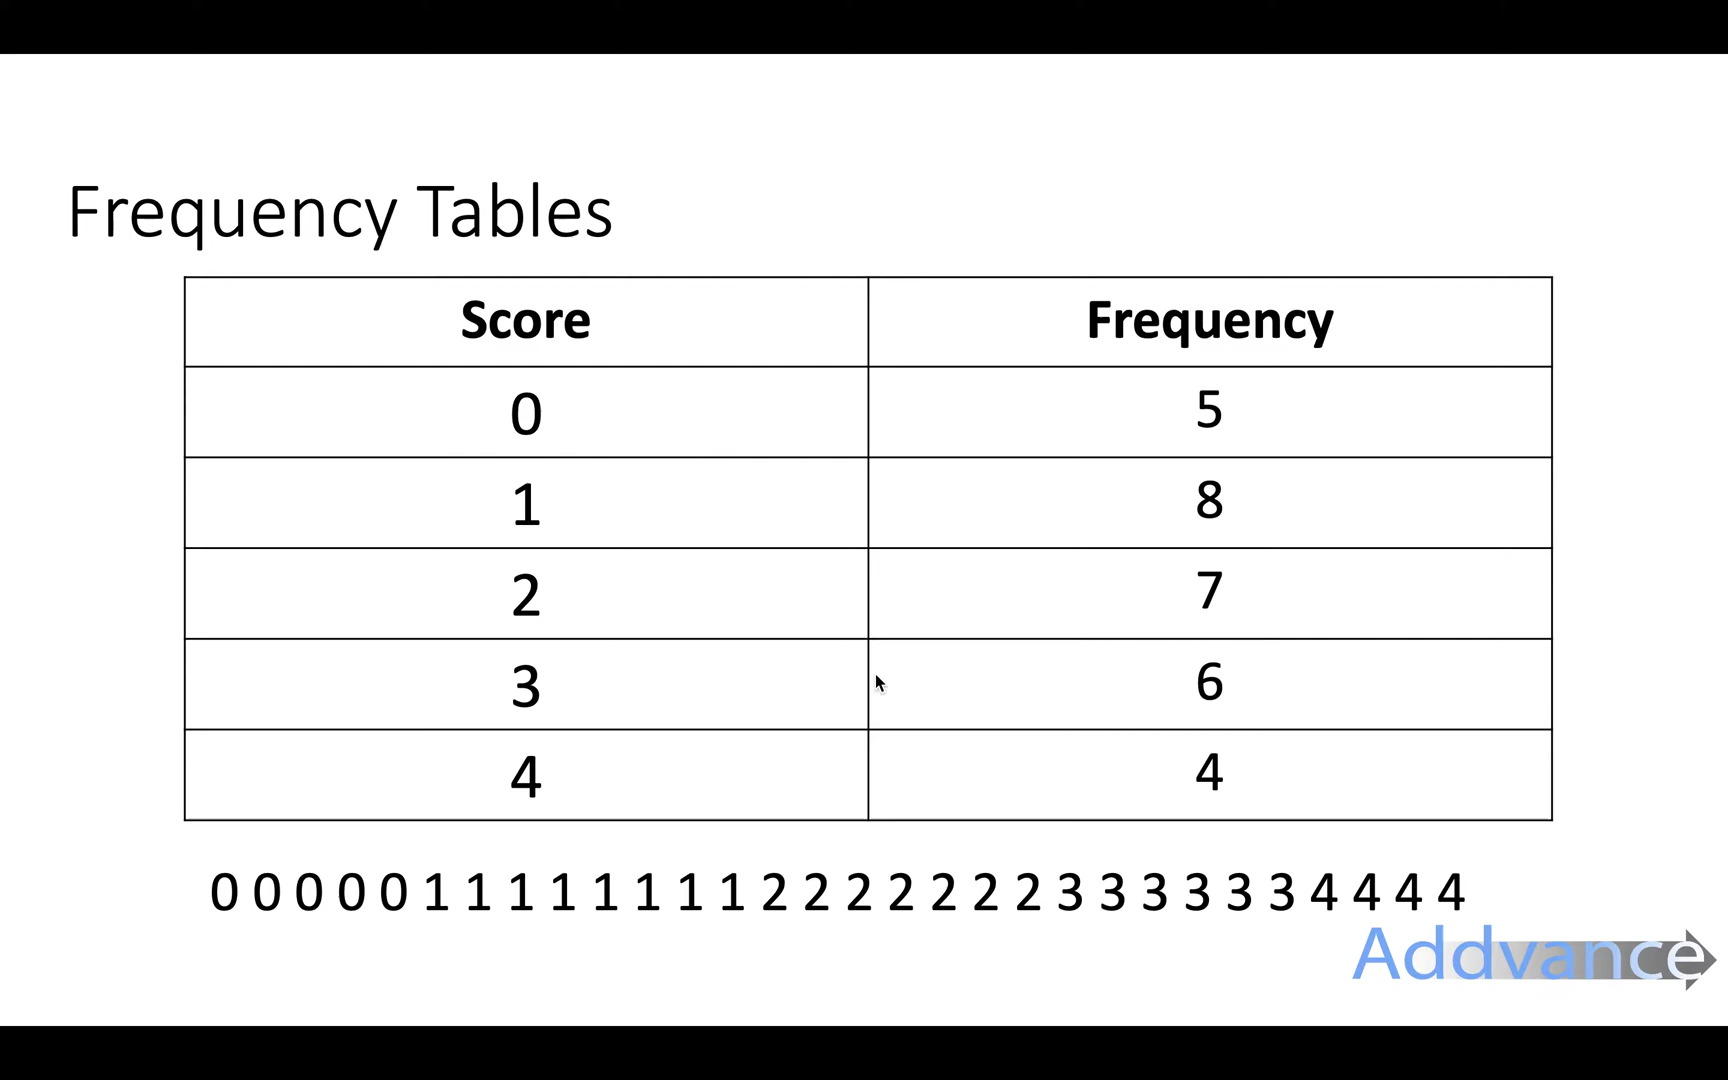 Frequency Tables
Score Frequency
0 5
1 8
2 7
3 6
4 4
0 0 0 0 0 1 1 1 1 1 1 1 1 2 2 2 2 2 2 2 3 3 3 3 3 3 4 4 4 4
Addvance